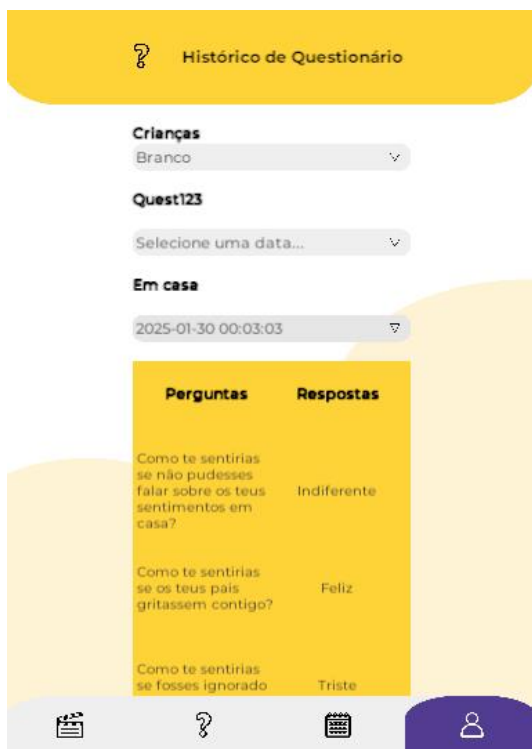 Histórico de Questionário
Crianças
Branco
Quest123
Selecione uma data...
Em casa
2025-01-30 00:03:03
Perguntas Respostas
Como te sentirias
se não pudesses
falar sobre os teus
sentimentos em
casa?
Indiferente
Como te sentirias
se os teus pais
gritassem contigo?
Feliz
Como te sentirias
se fosses ignorado
Triste